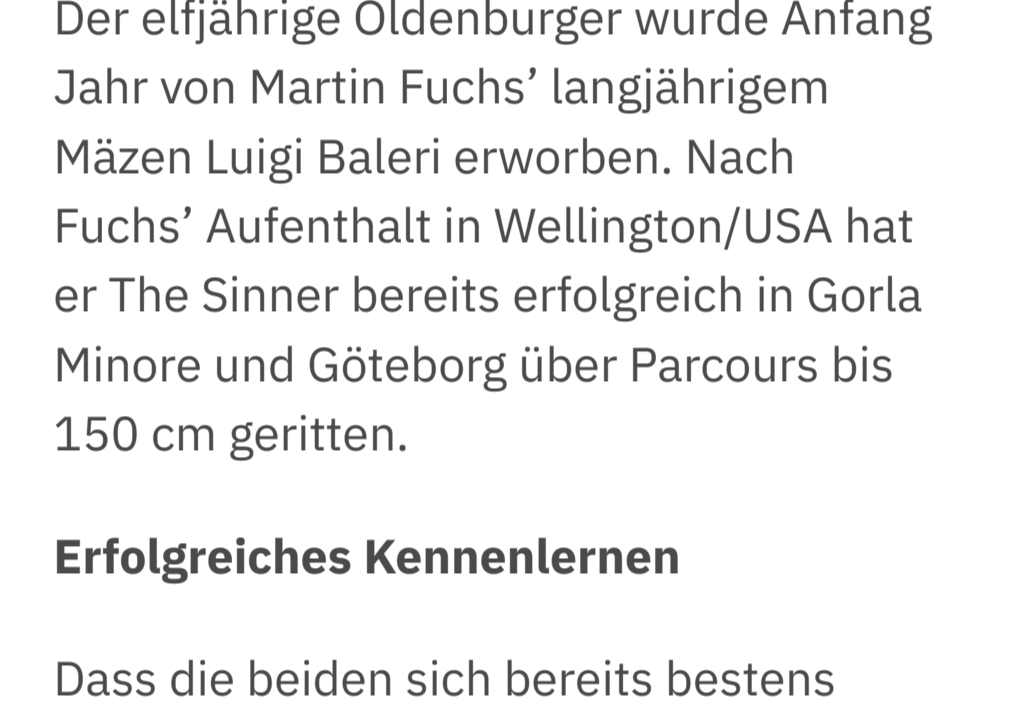 Der elfjährige Oldenburger wurde Anfang
Jahr von Martin Fuchs’ langjährigem
Mäzen Luigi Baleri erworben. Nach
Fuchs’ Aufenthalt in Wellington/USA hat
er The Sinner bereits erfolgreich in Gorla
Minore und Göteborg über Parcours bis
150 cm geritten.
Erfolgreiches Kennenlernen
Dass die beiden sich bereits bestens